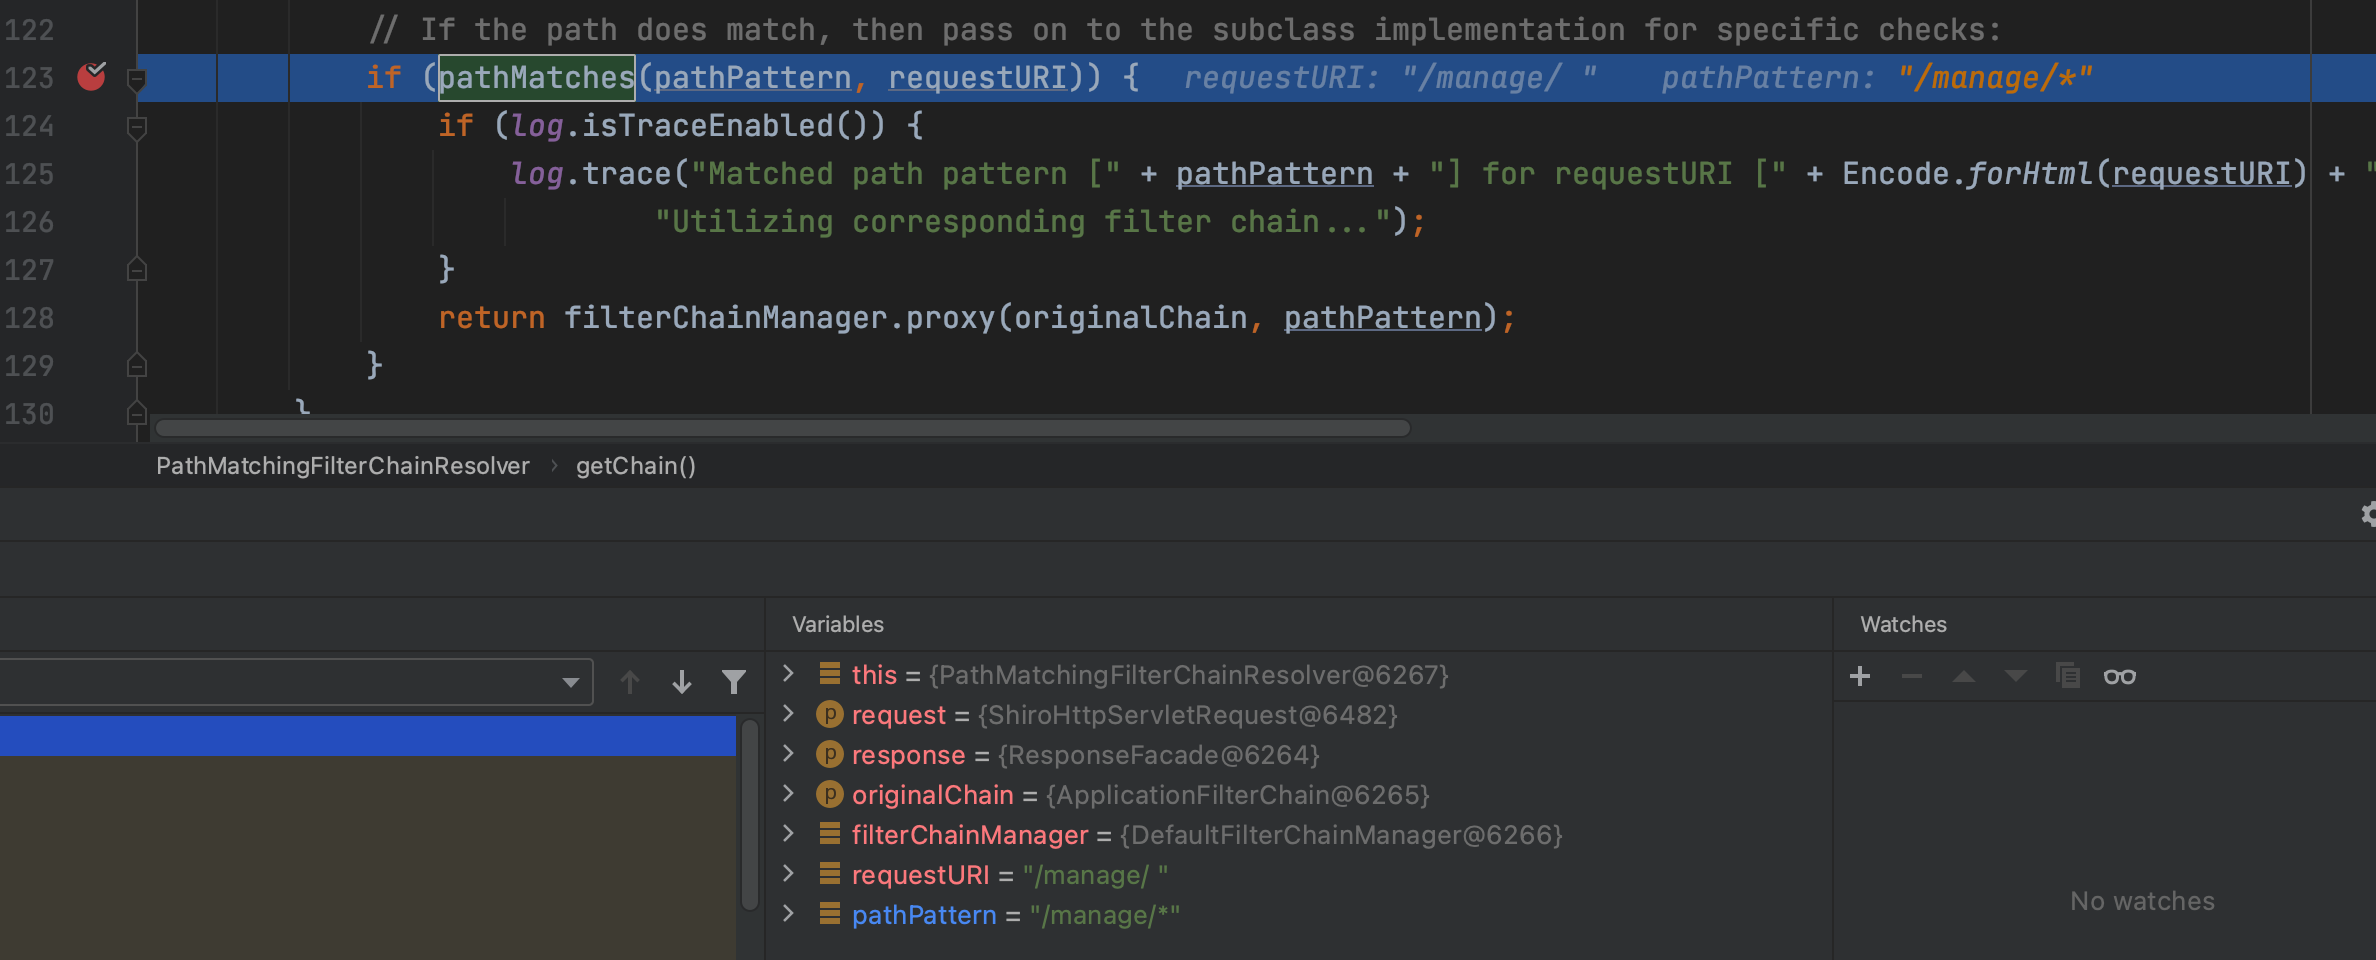 122 // If the path does match, then pass on to the subclass implementation for specific checks:
123 if (pathMatches(pathPattern, requestURI)) { requestURI: "/manage/ " pathPattern: "/manage/*"
124 if (log.isTraceEnabled()) {
125 log.trace("Matched path pattern [" + pathPattern + "] for requestURI [" + Encode.forHtml(requestURI) + "
126 "Utilizing corresponding filter chain...");
127 }
128 return filterChainManager.proxy(originalChain, pathPattern);
129 }
130 }
PathMatchingFilterChainResolver › getChain()
Variables
this = {PathMatchingFilterChainResolver@6267}
request = {ShiroHttpServletRequest@6482}
response = {ResponseFacade@6264}
originalChain = {ApplicationFilterChain@6265}
filterChainManager = {DefaultFilterChainManager@6266}
requestURI = "/manage/ "
pathPattern = "/manage/*"
Watches
No watches